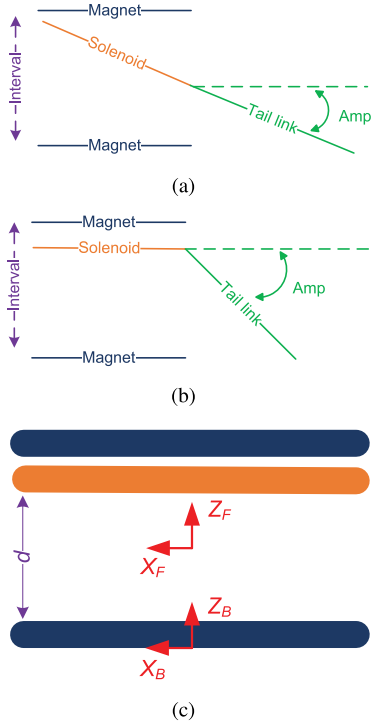 Magnet
Interval
Solenoid
Tail link
Amp
Magnet
(a)
Magnet
Interval
Solenoid
Tail link
Amp
Magnet
(b)
d
Z_F
X_F
Z_B
X_B
(c)